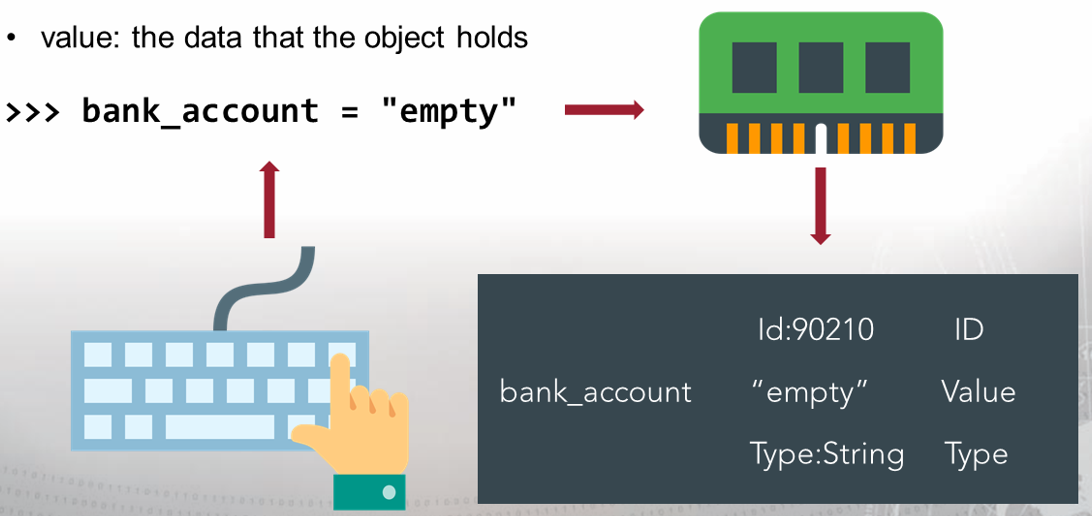 • value: the data that the object holds
>>> bank_account = "empty"
Id:90210 ID
bank_account “empty” Value
Type:String Type